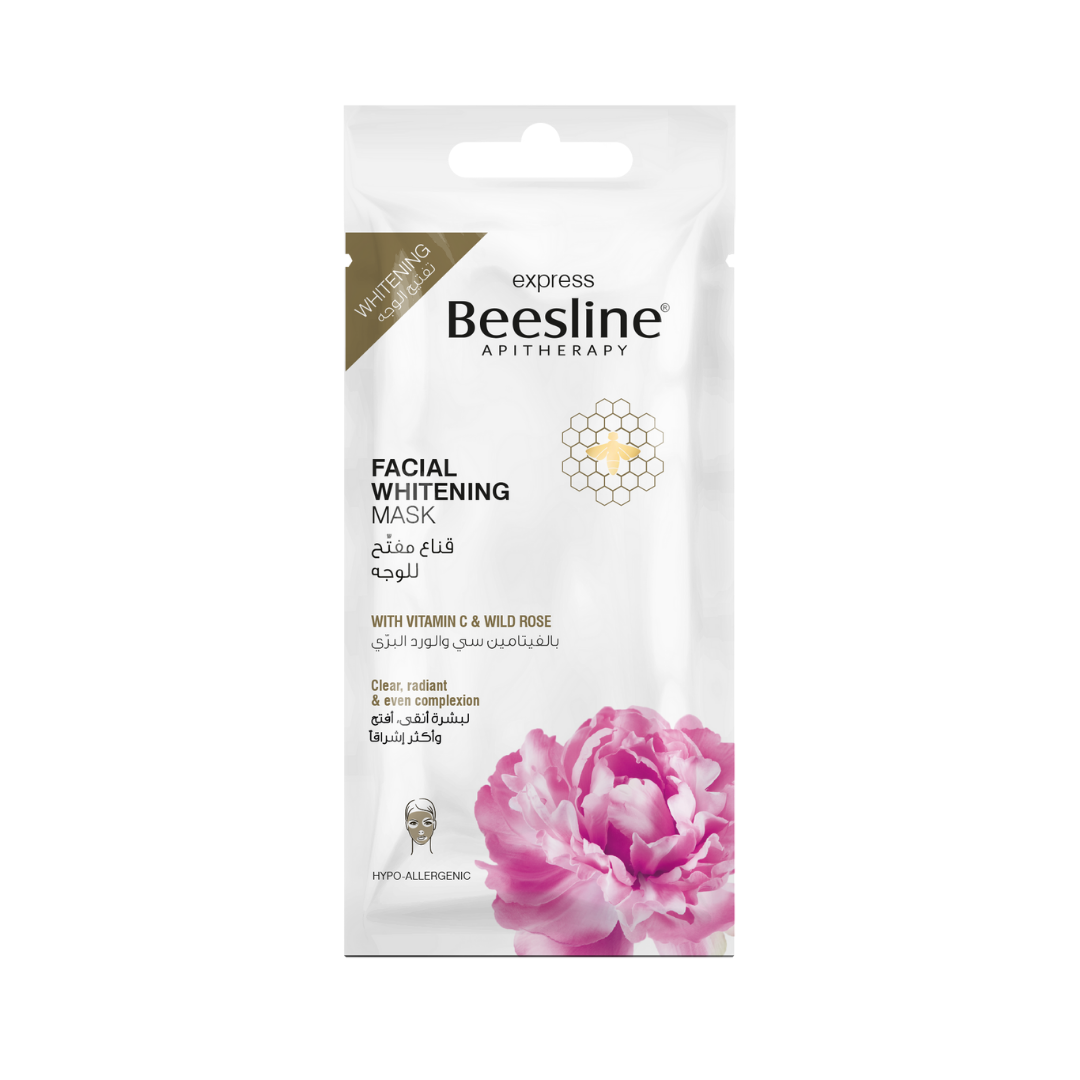 WHITENING
تفتيح الوجه
express
Beesline®
APITHERAPY
FACIAL
WHITENING
MASK
قناع مفتّح
للوجه
WITH VITAMIN C & WILD ROSE
بالفيتامين سي والورد البرّي
Clear, radiant
& even complexion
لبشرة أنقى، أفتح
وأكثر إشراقاً
HYPO-ALLERGENIC